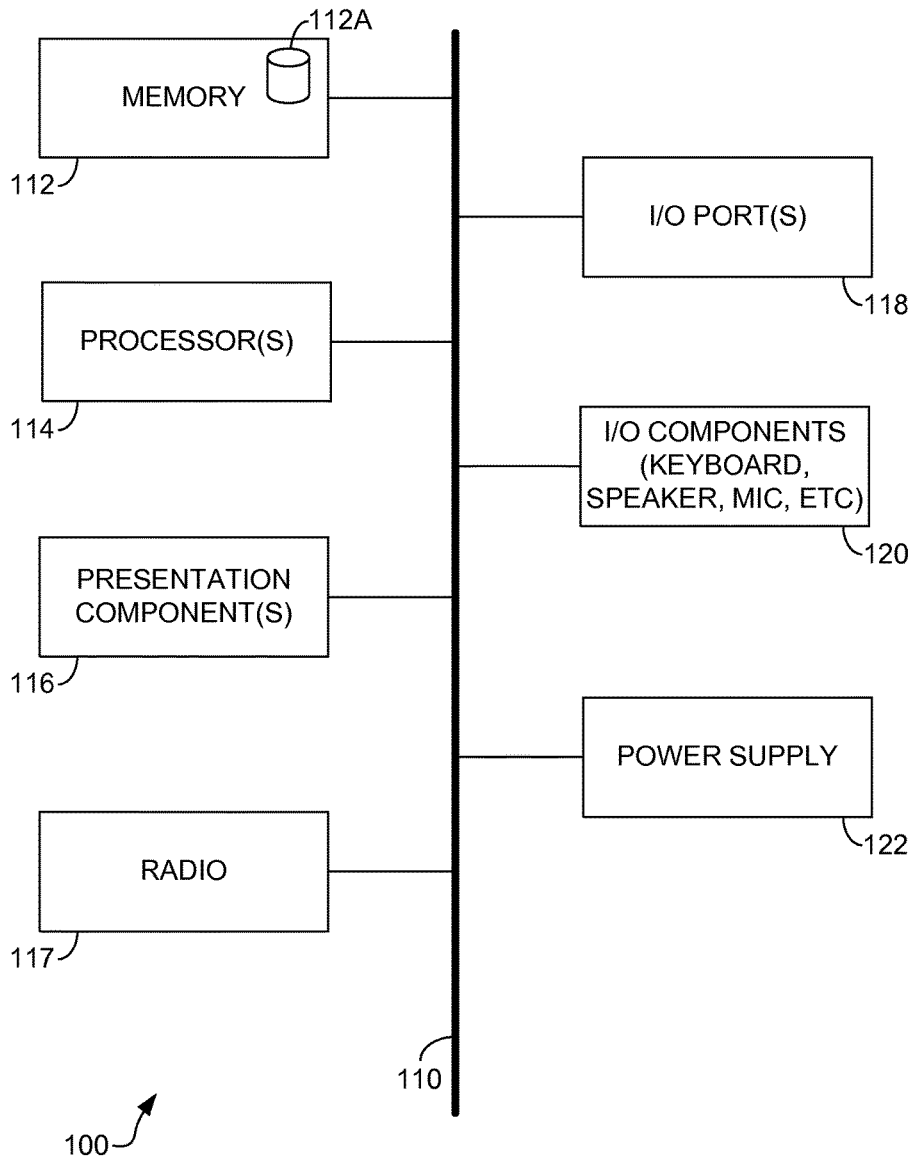 112A
MEMORY
112
I/O PORT(S)
118
PROCESSOR(S)
114
I/O COMPONENTS
(KEYBOARD,
SPEAKER, MIC, ETC)
120
PRESENTATION
COMPONENT(S)
116
POWER SUPPLY
122
RADIO
117
110
100